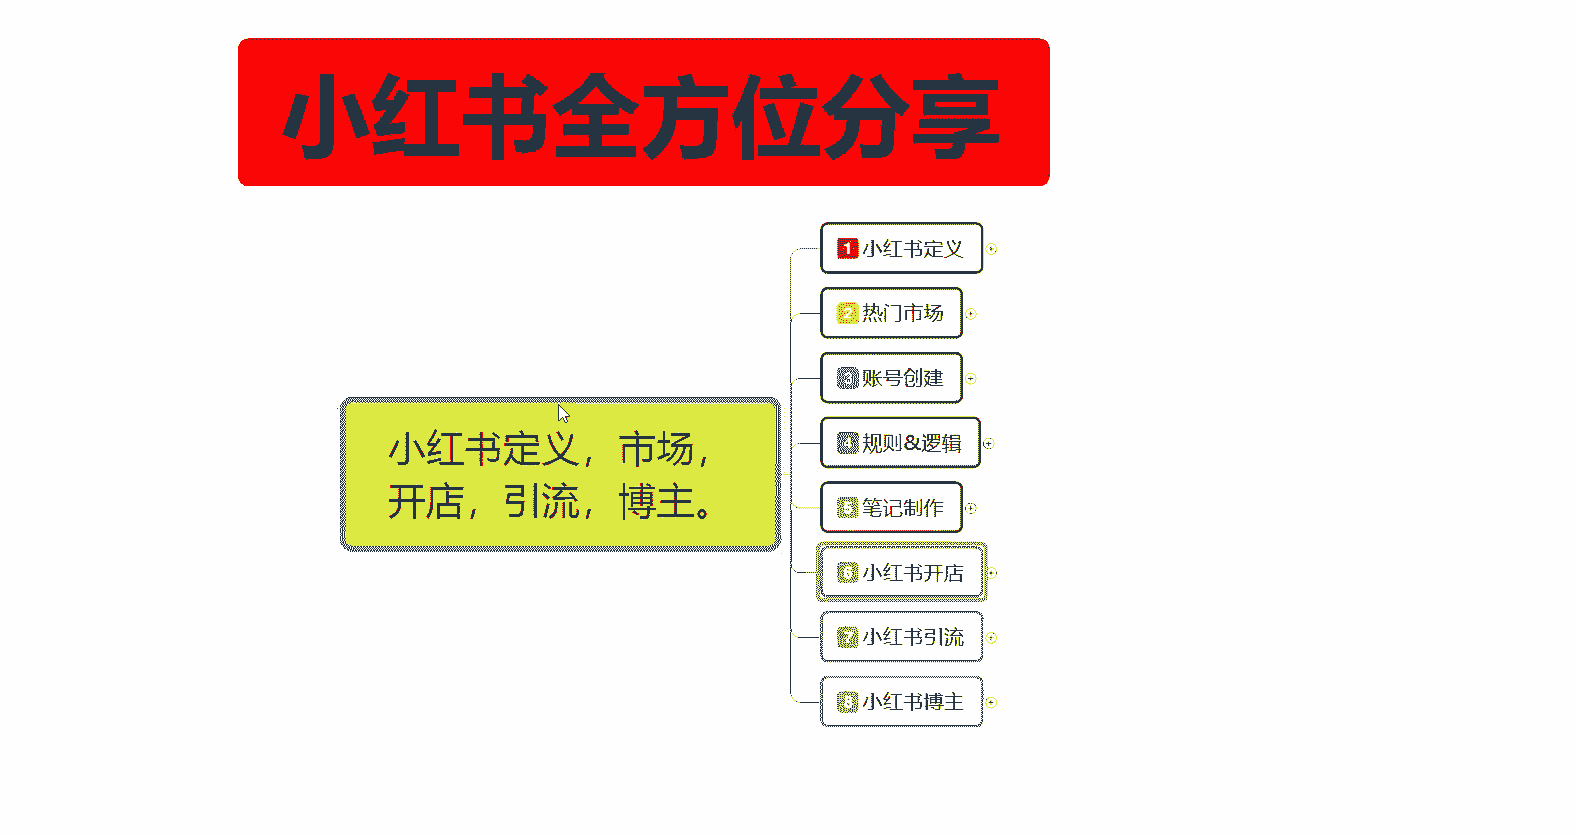 小红书全方位分享
小红书定义，市场，
开店，引流，博主。
1 小红书定义
2 热门市场
3 账号创建
4 规则&逻辑
5 笔记制作
6 小红书开店
7 小红书引流
8 小红书博主